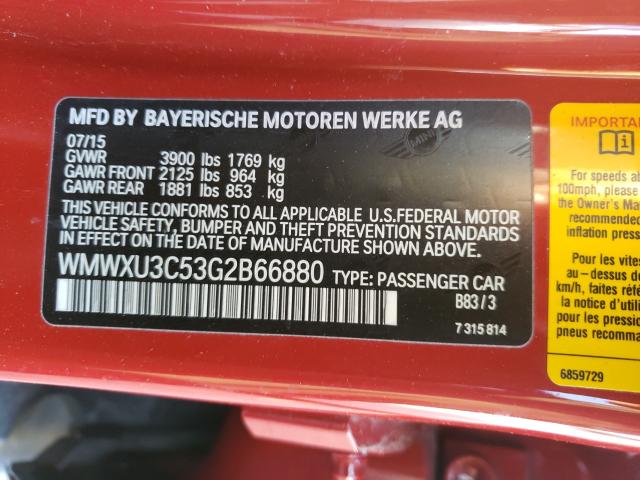 MFD BY BAYERISCHE MOTOREN WERKE AG
07/15
GVWR 3900 lbs 1769 kg
GAWR FRONT 2125 lbs 964 kg
GAWR REAR 1881 lbs 853 kg
THIS VEHICLE CONFORMS TO ALL APPLICABLE U.S.FEDERAL MOTOR
VEHICLE SAFETY, BUMPER AND THEFT PREVENTION STANDARDS
IN EFFECT ON THE DATE OF MANUFACTURE SHOWN ABOVE.
WMWXU3C53G2B66880 TYPE: PASSENGER CAR
B83/3
7315814
MINI
IMPORTAN
For speeds ab
100mph, please
the Owner's Ma
recommended
inflation press
Pour les vites
au-dessus de
km/h, faites réfé
la notice d'utili
pour les pressio
pneus recomma
6859729